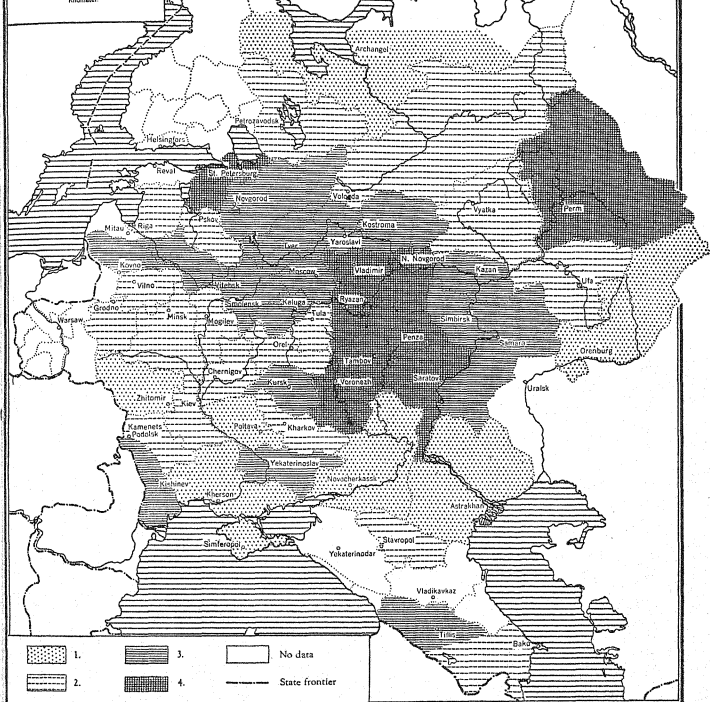 Archangel
Petrozavodsk
Helsingfors
Reval
St. Petersburg
Novgorod
Vologda
Kostroma
Vyatka
Perm
Pskov
Mitau
Riga
Tver
Yaroslavl
N. Novgorod
Kazan
Ufa
Kovno
Vilno
Vitebsk
Moscow
Vladimir
Grodno
Minsk
Mogilev
Smolensk
Kaluga
Tula
Ryazan
Simbirsk
Samara
Warsaw
Orel
Penza
Orenburg
Chernigov
Tambov
Kursk
Voronezh
Saratov
Uralsk
Zhitomir
Kiev
Poltava
Kharkov
Kamenets
Podolsk
Yekaterinoslav
Novocherkassk
Kishinev
Kherson
Astrakhan
Simferopol
Yekaterinodar
Stavropol
Vladikavkaz
Tiflis
Baku
1.
3.
No data
2.
4.
State frontier